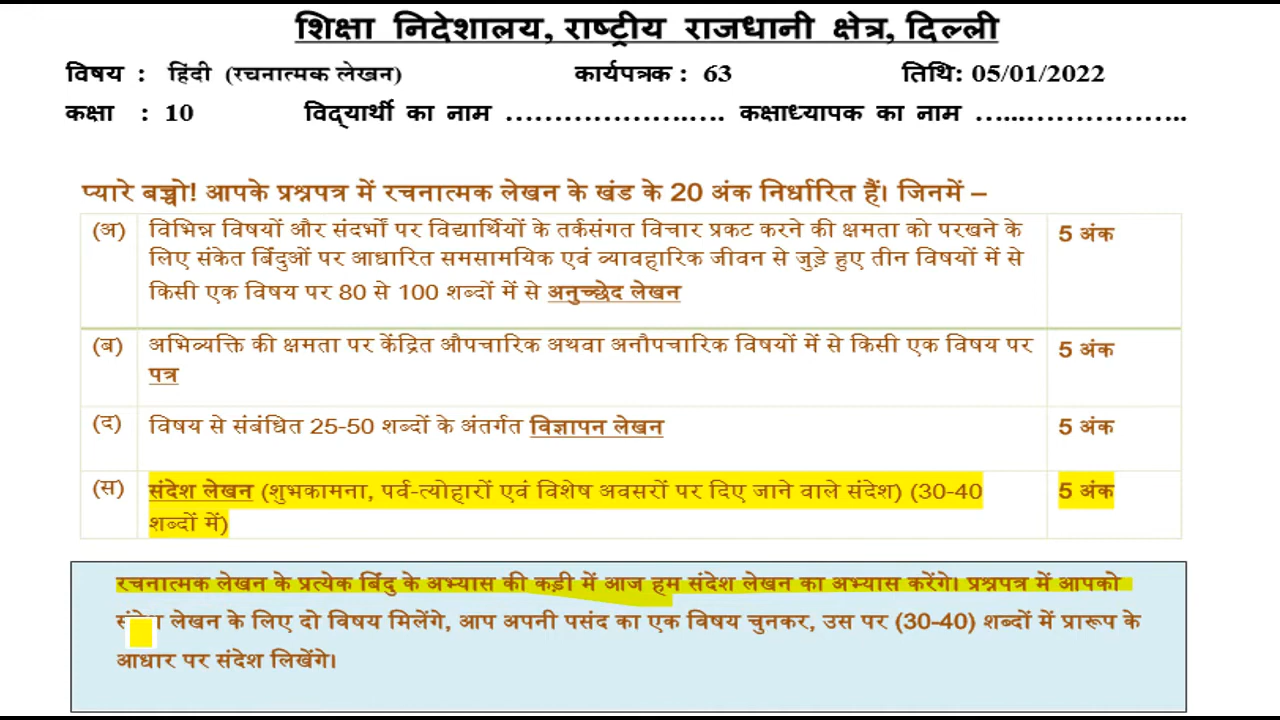 शिक्षा निदेशालय, राष्ट्रीय राजधानी क्षेत्र, दिल्ली
विषय : हिंदी (रचनात्मक लेखन) कार्यपत्रक : 63 तिथि: 05/01/2022
कक्षा : 10 विद्यार्थी का नाम ………………….…. कक्षाध्यापक का नाम …...……………..
प्यारे बच्चो! आपके प्रश्नपत्र में रचनात्मक लेखन के खंड के 20 अंक निर्धारित हैं। जिनमें –
(अ) विभिन्न विषयों और संदर्भों पर विद्यार्थियों के तर्कसंगत विचार प्रकट करने की क्षमता को परखने के 5 अंक
लिए संकेत बिंदुओं पर आधारित समसामयिक एवं व्यावहारिक जीवन से जुड़े हुए तीन विषयों में से
किसी एक विषय पर 80 से 100 शब्दों में से अनुच्छेद लेखन
(ब) अभिव्यक्ति की क्षमता पर केंद्रित औपचारिक अथवा अनौपचारिक विषयों में से किसी एक विषय पर 5 अंक
पत्र
(द) विषय से संबंधित 25-50 शब्दों के अंतर्गत विज्ञापन लेखन 5 अंक
(स) संदेश लेखन (शुभकामना, पर्व-त्योहारों एवं विशेष अवसरों पर दिए जाने वाले संदेश) (30-40 5 अंक
शब्दों में)
रचनात्मक लेखन के प्रत्येक बिंदु के अभ्यास की कड़ी में आज हम संदेश लेखन का अभ्यास करेंगे। प्रश्नपत्र में आपको
लेखन के लिए दो विषय मिलेंगे, आप अपनी पसंद का एक विषय चुनकर, उस पर (30-40) शब्दों में प्रारूप के
आधार पर संदेश लिखेंगे।